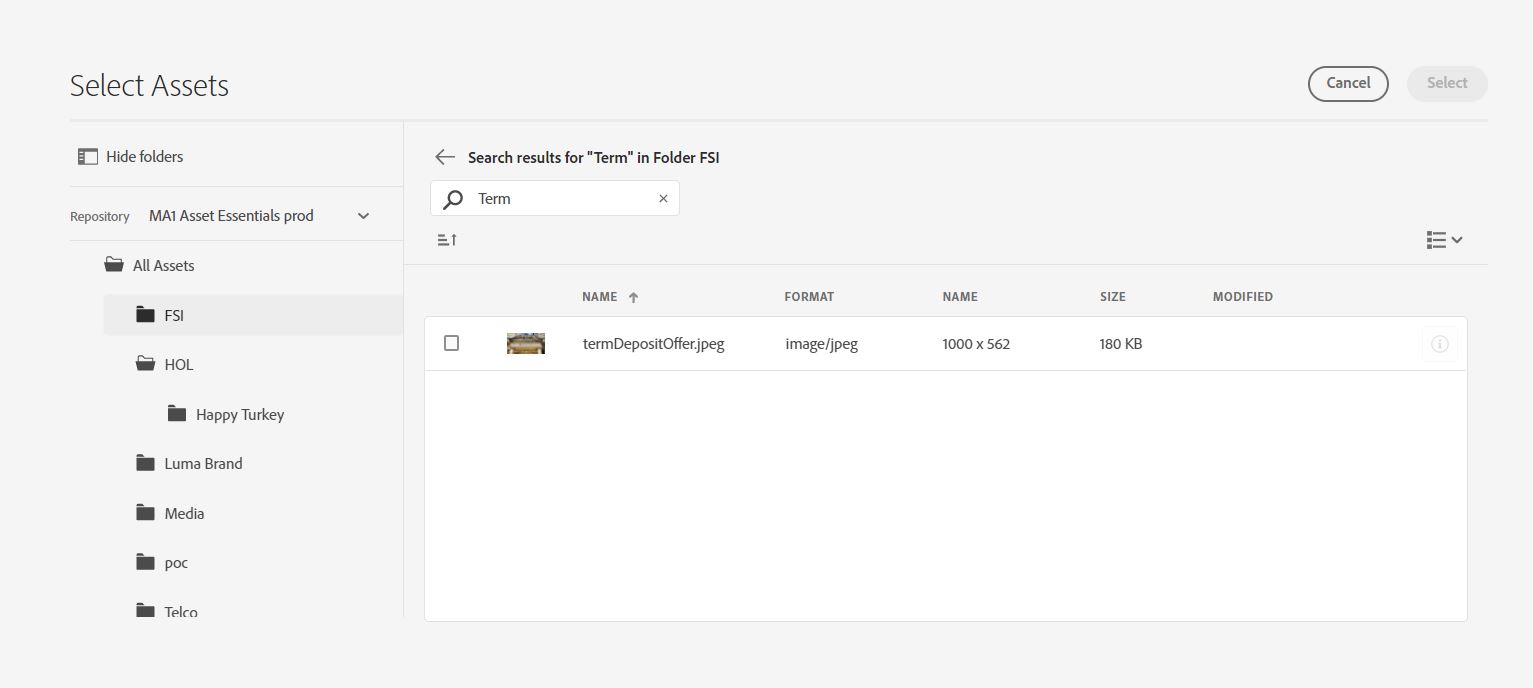 Select Assets
Cancel
Select
Hide folders
Repository MA1 Asset Essentials prod
All Assets
FSI
HOL
Happy Turkey
Luma Brand
Media
poc
Telco
Search results for "Term" in Folder FSI
Term
NAME FORMAT NAME SIZE MODIFIED
termDepositOffer.jpeg image/jpeg 1000 x 562 180 KB